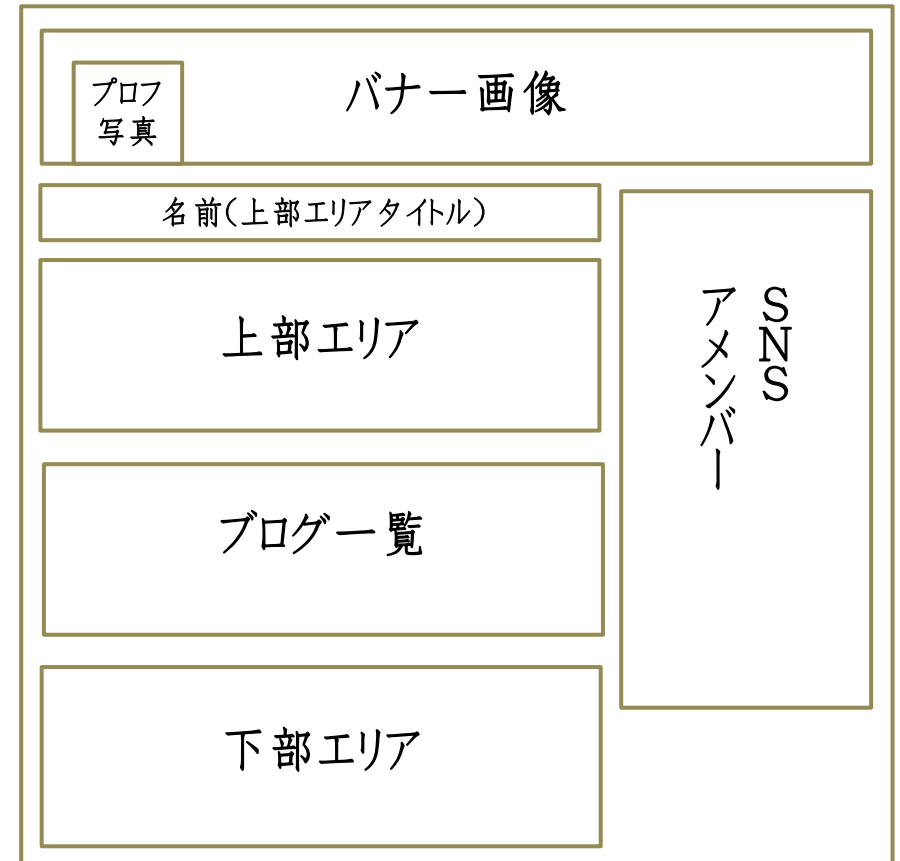 プロフ
写真
バナー画像
名前(上部エリアタイトル)
上部エリア
SNS
アメンバー
ブログ一覧
下部エリア